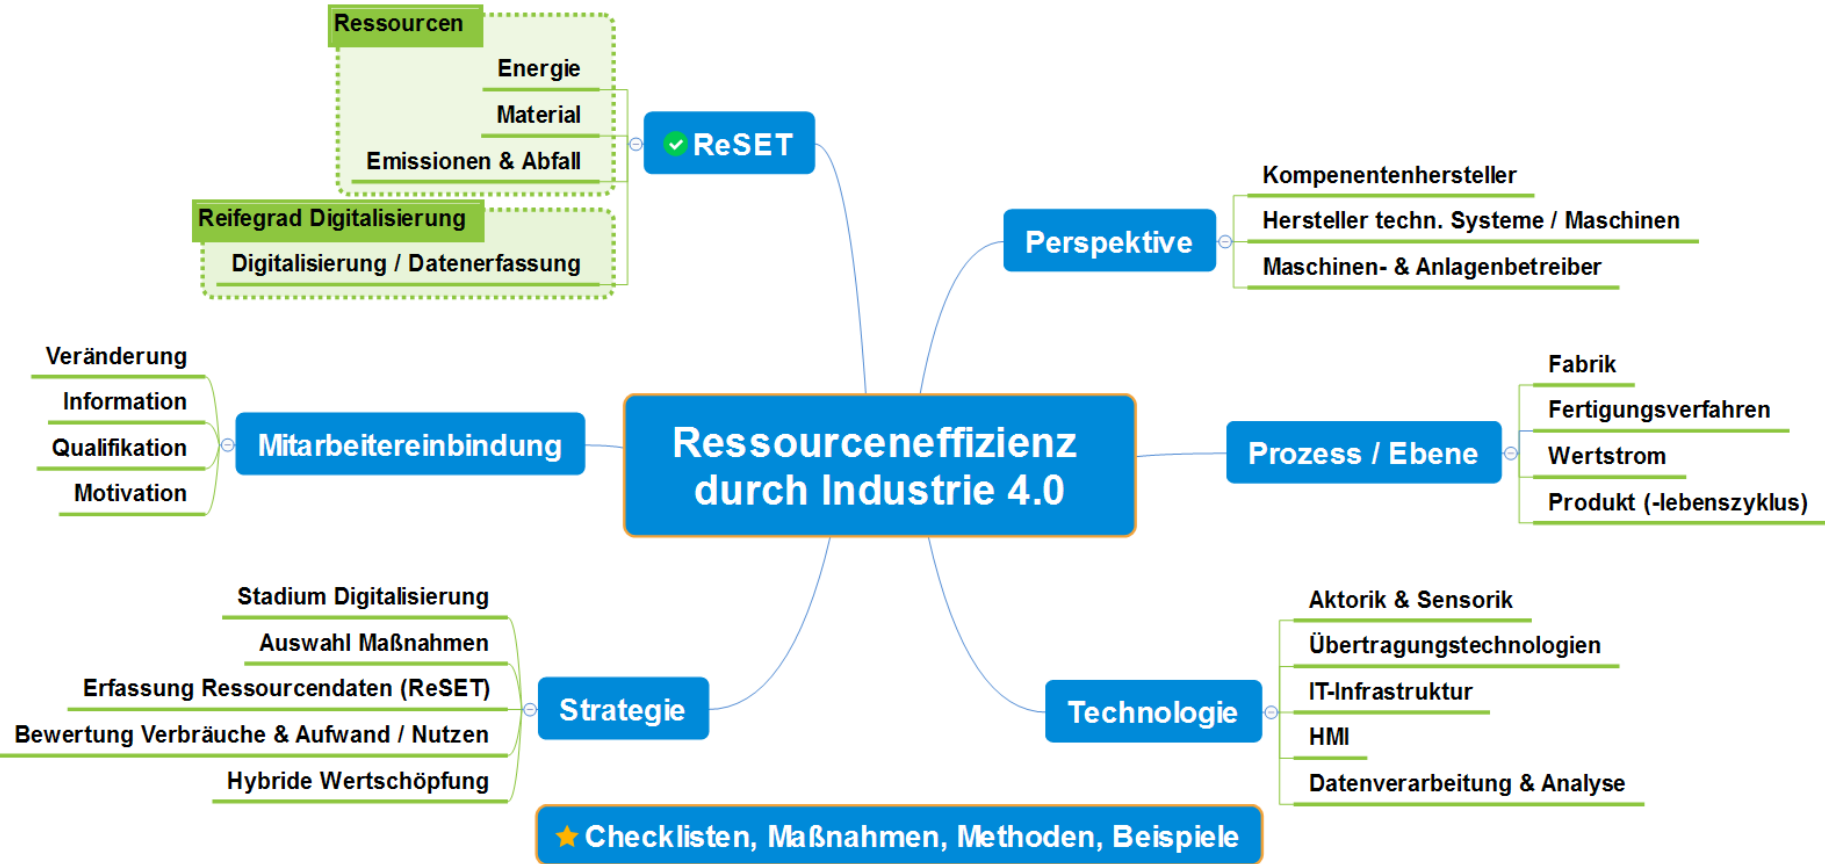 Ressourcen
Energie
Material
Emissionen & Abfall
ReSET
Reifegrad Digitalisierung
Digitalisierung / Datenerfassung
Perspektive
Kompenentenhersteller
Hersteller techn. Systeme / Maschinen
Maschinen- & Anlagenbetreiber
Veränderung
Information
Qualifikation
Motivation
Mitarbeitereinbindung
Ressourceneffizienz
durch Industrie 4.0
Prozess / Ebene
Fabrik
Fertigungsverfahren
Wertstrom
Produkt (-lebenszyklus)
Stadium Digitalisierung
Auswahl Maßnahmen
Erfassung Ressourcendaten (ReSET)
Bewertung Verbräuche & Aufwand / Nutzen
Hybride Wertschöpfung
Strategie
Technologie
Aktorik & Sensorik
Übertragungstechnologien
IT-Infrastruktur
HMI
Datenverarbeitung & Analyse
Checklisten, Maßnahmen, Methoden, Beispiele